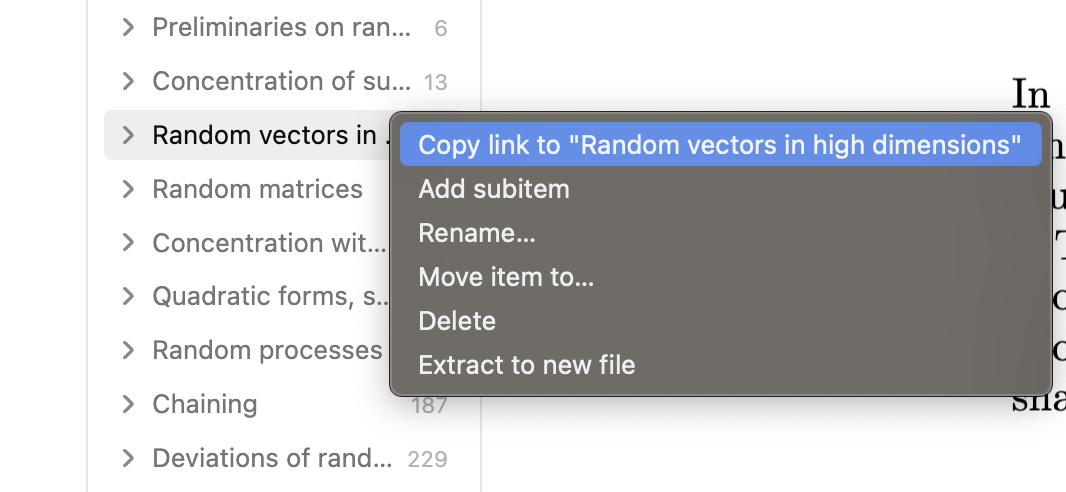 Preliminaries on ran... 6
Concentration of su... 13
Random vectors in .
Random matrices
Concentration wit...
Quadratic forms, s..
Random processes
Chaining 187
Deviations of rand... 229
Copy link to "Random vectors in high dimensions"
Add subitem
Rename...
Move item to...
Delete
Extract to new file
In